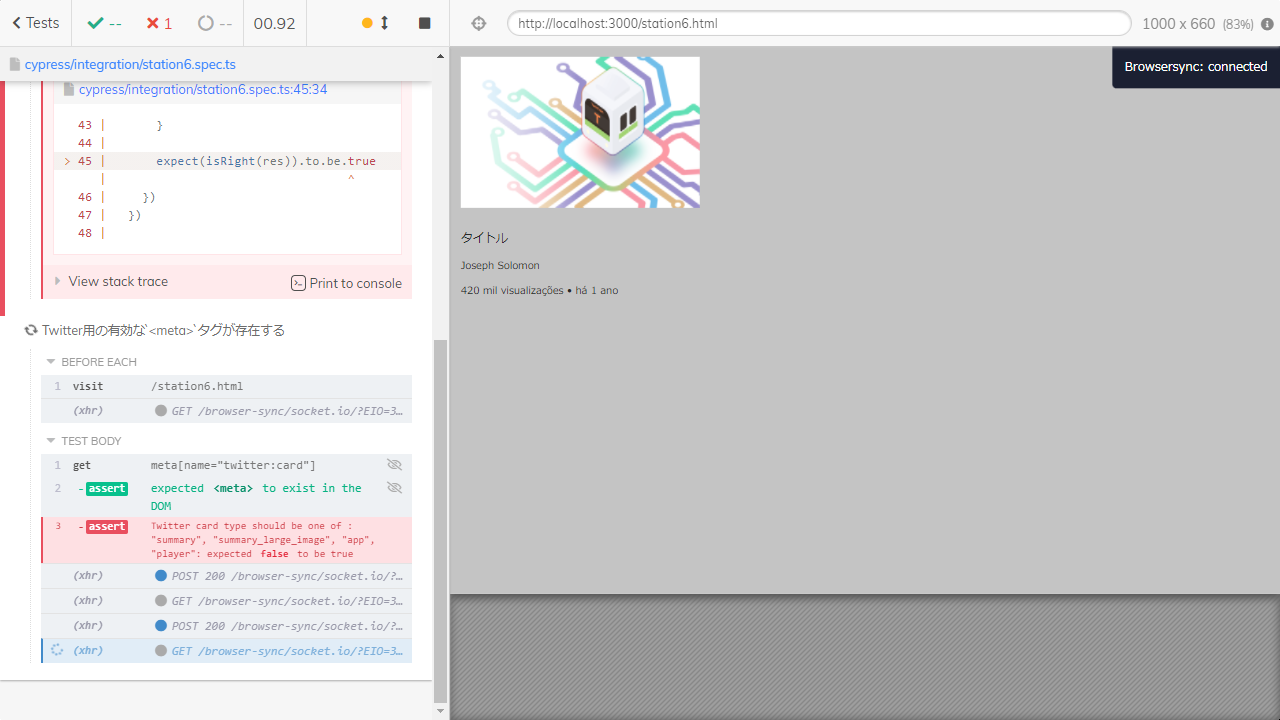 Tests
--
1
--
00.92
http://localhost:3000/station6.html
1000 x 660 (83%)
cypress/integration/station6.spec.ts
Browsersync: connected
cypress/integration/station6.spec.ts:45:34
43 | }
44 |
> 45 | expect(isRight(res)).to.be.true
| ^
46 | })
47 | })
48 |
View stack trace
Print to console
Twitter用の有効な`<meta>`タグが存在する
BEFORE EACH
1 visit /station6.html
(xhr) GET /browser-sync/socket.io/?EIO=3…
TEST BODY
1 get meta[name="twitter:card"]
2 -assert expected <meta> to exist in the
DOM
3 -assert Twitter card type should be one of :
"summary", "summary_large_image", "app",
"player": expected false to be true
(xhr) POST 200 /browser-sync/socket.io/?…
(xhr) GET /browser-sync/socket.io/?EIO=3…
(xhr) POST 200 /browser-sync/socket.io/?…
(xhr) GET /browser-sync/socket.io/?EIO=3…
T
タイトル
Joseph Solomon
420 mil visualizações • há 1 ano